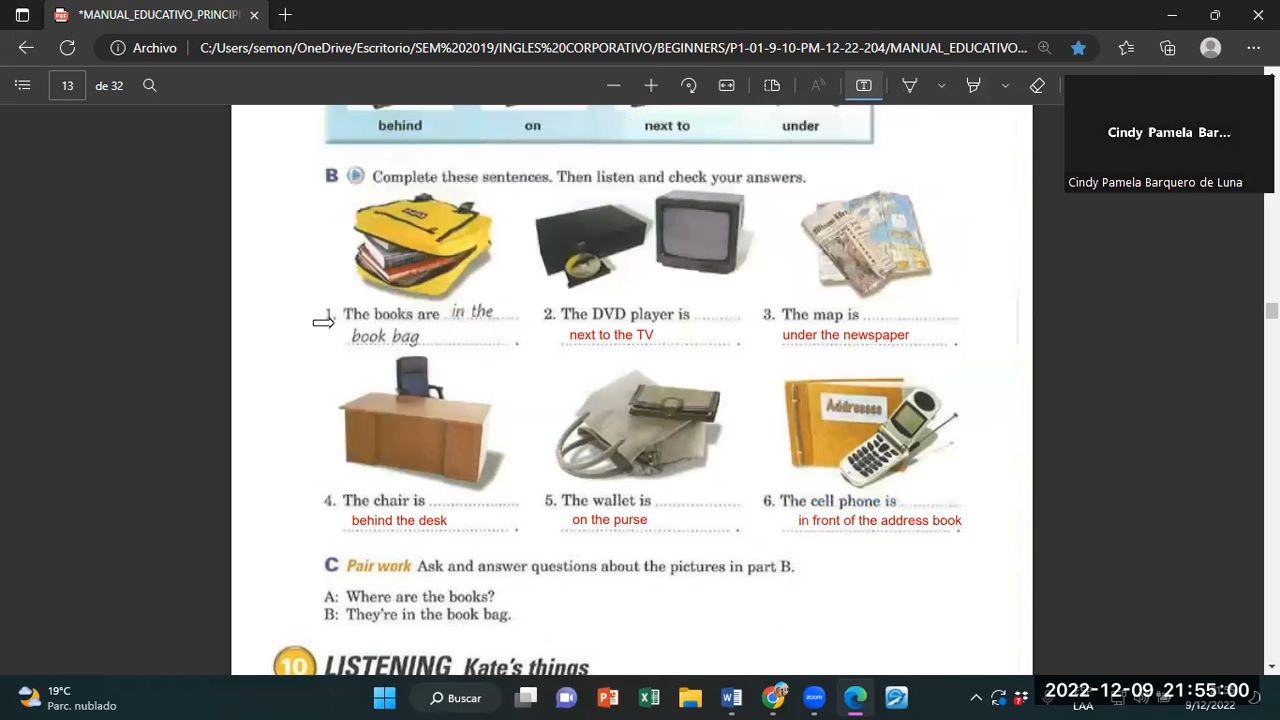 *MANUAL_EDUCATIVO_PRINCIPI
Archivo
C:/Users/semon/OneDrive/Escritorio/SEM%202019/INGLES%20CORPORATIVO/BEGINNERS/P1-01-9-10-PM-12-22-204/MANUAL_EDUCATIVO...
13 de 32
Cindy Pamela Bar...
Cindy Pamela Barquero de Luna
behind on next to under
B Complete these sentences. Then listen and check your answers.
1. The books are in the
book bag .
2. The DVD player is
next to the TV .
3. The map is
under the newspaper .
Addresses
4. The chair is
behind the desk .
5. The wallet is
on the purse .
6. The cell phone is
in front of the address book .
C Pair work Ask and answer questions about the pictures in part B.
A: Where are the books?
B: They're in the book bag.
10 LISTENING Kate's things
19°C
Parc. nublado
Buscar
2022-12-09 21:55:00
LAA
9/12/2022